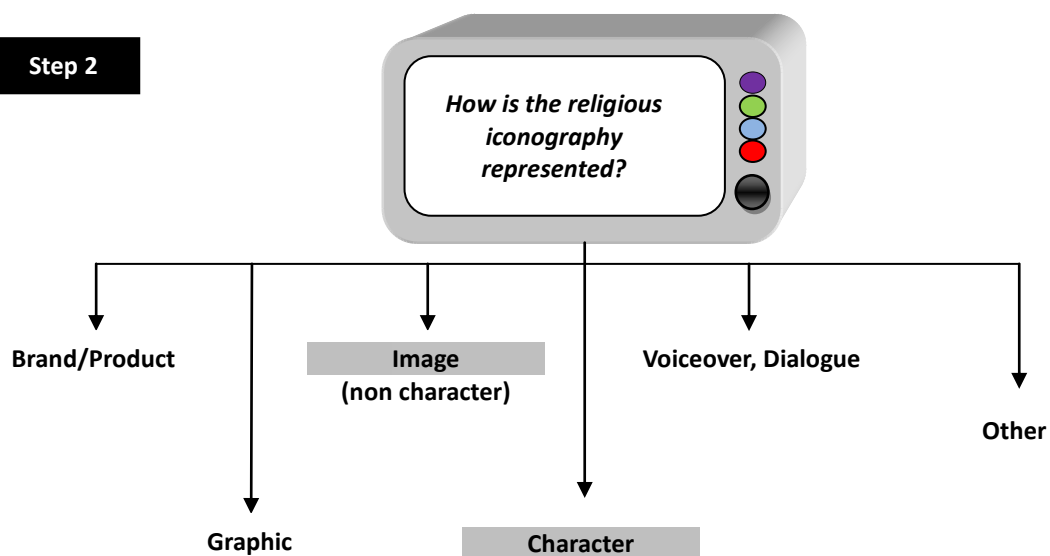 Step 2
How is the religious
iconography
represented?
Brand/Product
Image
(non character)
Voiceover, Dialogue
Other
Graphic
Character